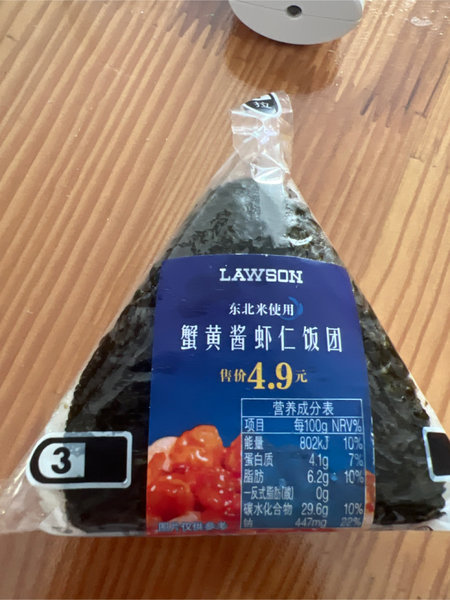 LAWSON
东北米使用
蟹黄酱虾仁饭团
售价4.9元
营养成分表
项目 每100g NRV%
能量 802kJ 10%
蛋白质 4.1g 7%
脂肪 6.2g 10%
—反式脂肪(酸) 0g
碳水化合物 29.6g 10%
钠 447mg 22%
图片仅供参考
3